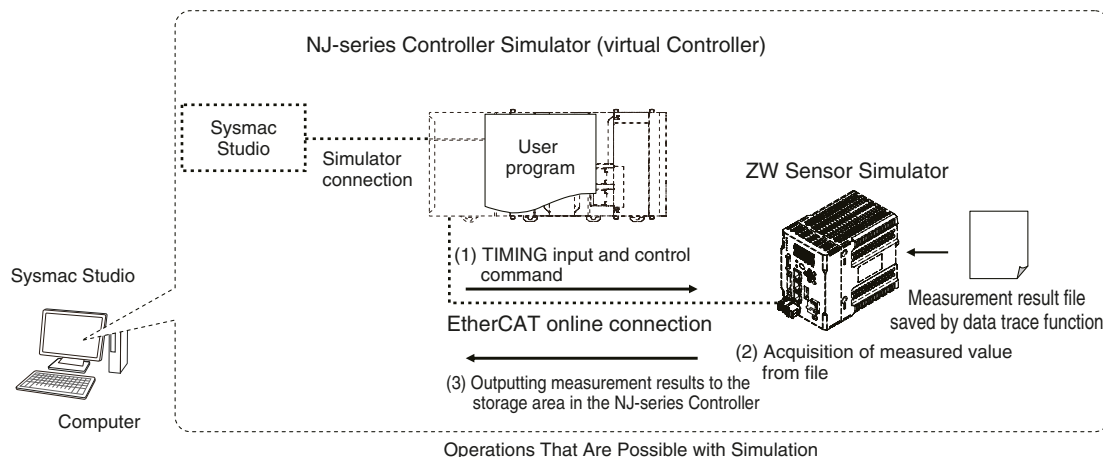 NJ-series Controller Simulator (virtual Controller)
Sysmac
Studio
Simulator
connection
User
program
ZW Sensor Simulator
(1) TIMING input and control
command
Sysmac Studio
EtherCAT online connection
Measurement result file
saved by data trace function
(2) Acquisition of measured value
from file
(3) Outputting measurement results to the
storage area in the NJ-series Controller
Computer
Operations That Are Possible with Simulation